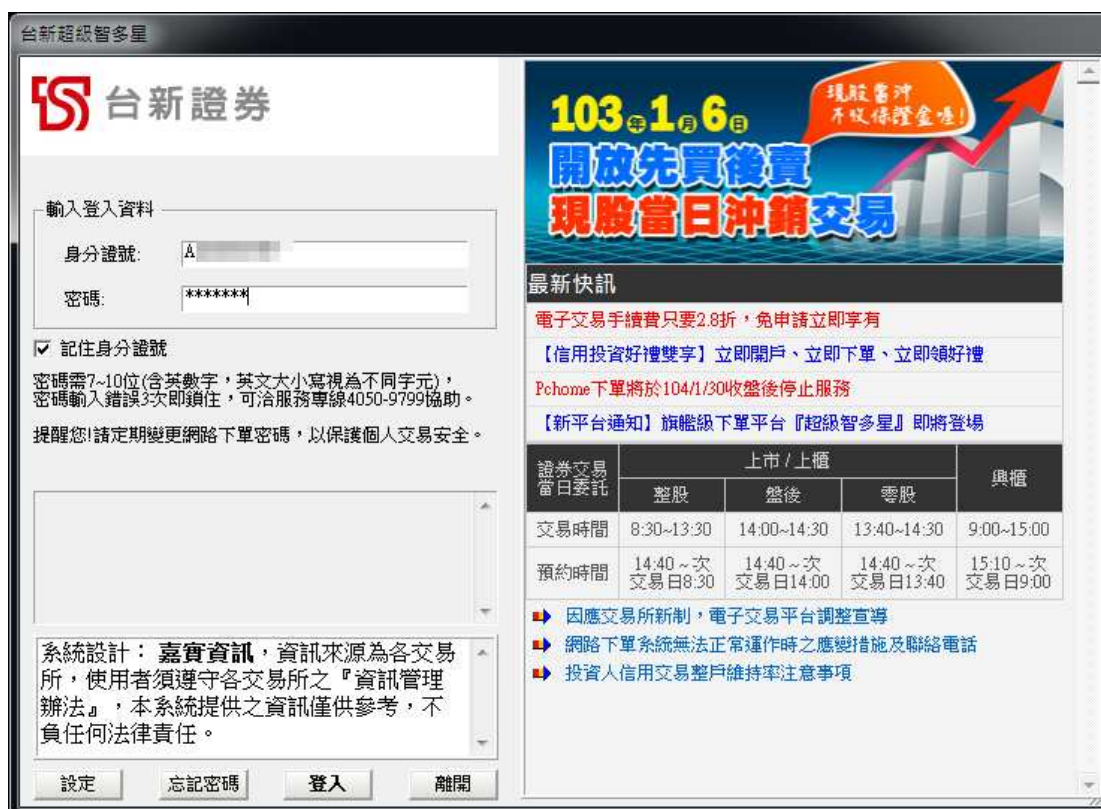 台新超級智多星
台新證券
輸入登入資料
身分證號: A
密碼: *******
記住身分證號
密碼需7~10位(含英數字，英文大小寫視為不同字元)，
密碼輸入錯誤3次即鎖住，可洽服務專線4050-9799協助。
提醒您!請定期變更網路下單密碼，以保護個人交易安全。
系統設計： 嘉實資訊，資訊來源為各交易
所，使用者須遵守各交易所之『資訊管理
辦法』，本系統提供之資訊僅供參考，不
負任何法律責任。
設定 忘記密碼 登入 離開
現股當沖
不收保證金喔!
103年1月6日
開放先買後賣
現股當日沖銷交易
最新快訊
電子交易手續費只要2.8折，免申請立即享有
【信用投資好禮雙享】立即開戶、立即下單、立即領好禮
Pchome下單將於104/1/30收盤後停止服務
【新平台通知】旗艦級下單平台『超級智多星』即將登場
證券交易
當日委託
上市 / 上櫃
興櫃
整股 盤後 零股
交易時間 8:30~13:30 14:00~14:30 13:40~14:30 9:00~15:00
預約時間 14:40 ~ 次 14:40 ~ 次 14:40 ~ 次 15:10 ~ 次
交易日8:30 交易日14:00 交易日13:40 交易日9:00
因應交易所新制，電子交易平台調整宣導
網路下單系統無法正常運作時之應變措施及聯絡電話
投資人信用交易整戶維持率注意事項